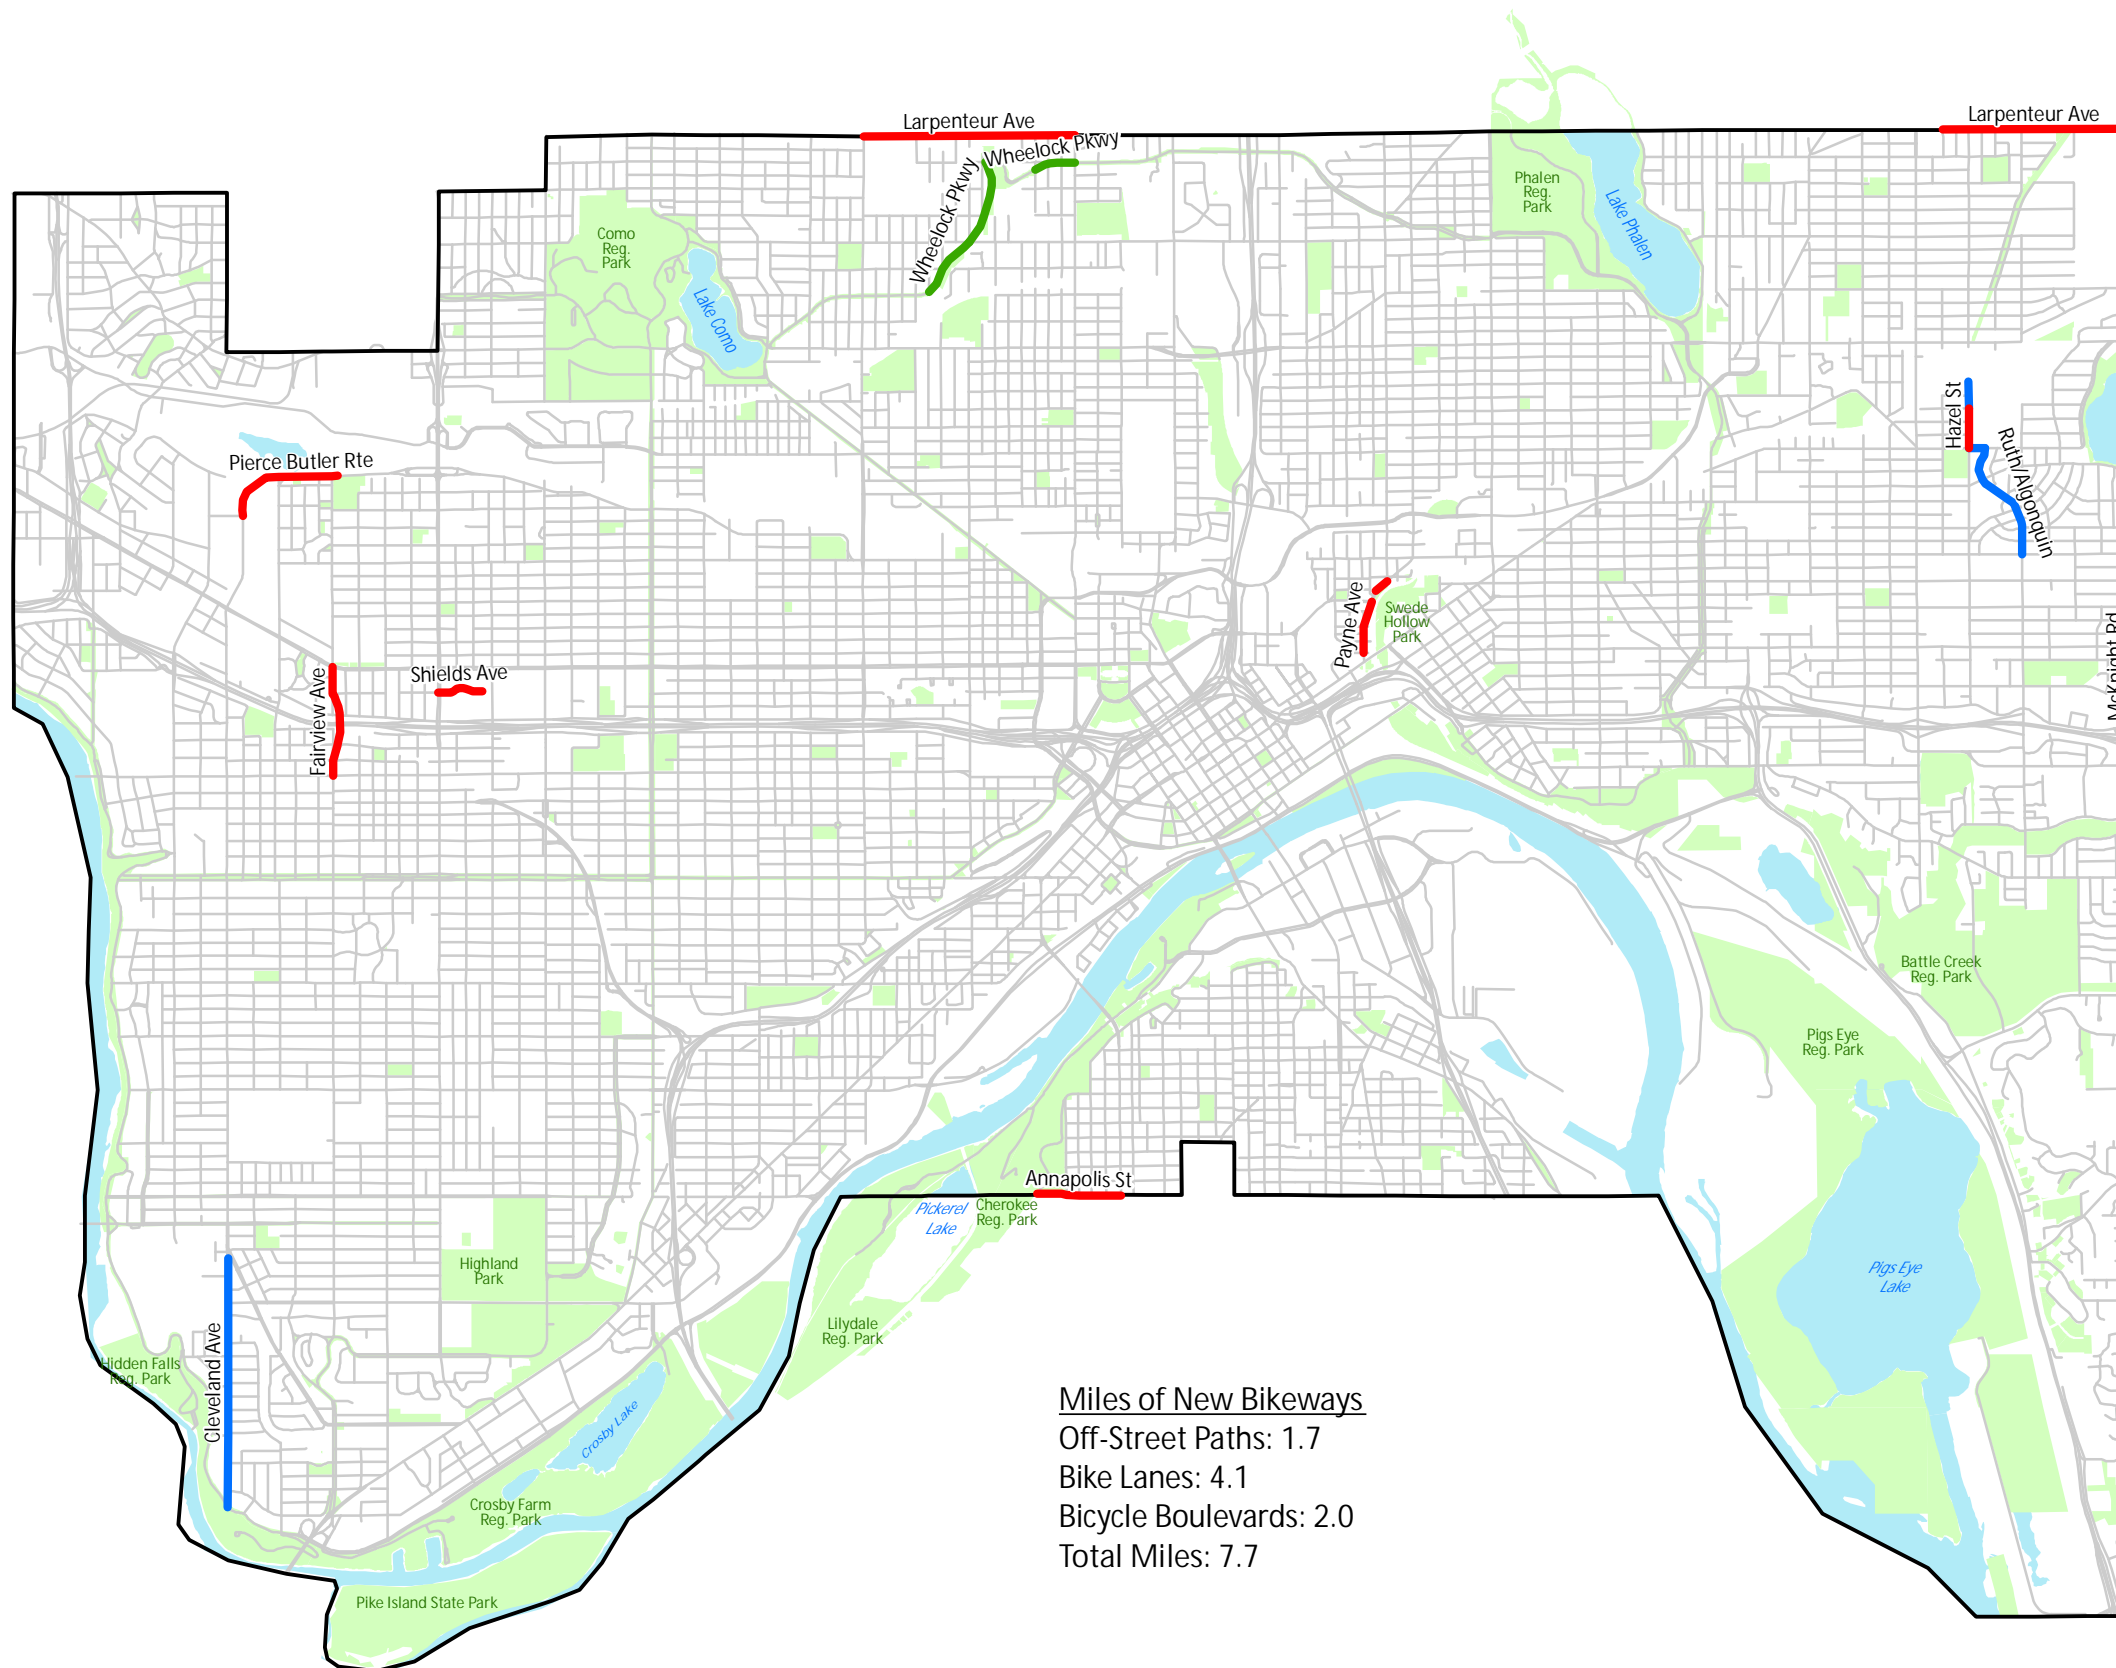 Larpenteur Ave
Larpenteur Ave
Wheelock Pkwy
Wheelock Pkwy
Phalen
Reg.
Park
Lake Phalen
Como
Reg.
Park
Lake Como
Hazel St
Ruth/Algonquin
Pierce Butler Rte
Payne Ave
Swede
Hollow
Park
McKnight Rd
Fairview Ave
Shields Ave
Battle Creek
Reg. Park
Pigs Eye
Reg. Park
Annapolis St
Pickerel
Lake
Cherokee
Reg. Park
Highland
Park
Pigs Eye
Lake
Lilydale
Reg. Park
Hidden Falls
Reg. Park
Cleveland Ave
Crosby Lake
Crosby Farm
Reg. Park
Pike Island State Park
Miles of New Bikeways
Off-Street Paths: 1.7
Bike Lanes: 4.1
Bicycle Boulevards: 2.0
Total Miles: 7.7